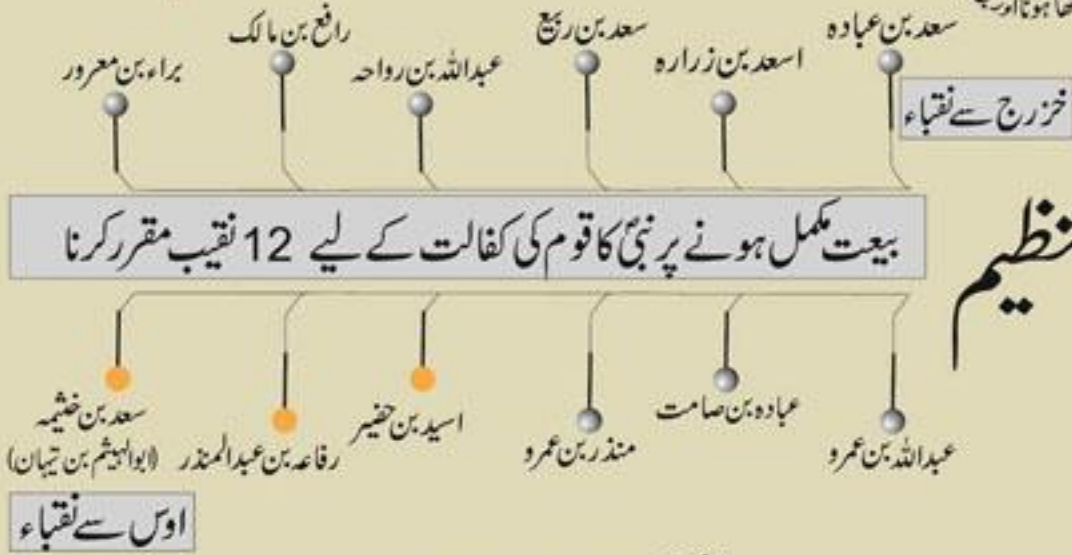 سعد بن عبادہ
سعد بن ربیع
رافع بن مالک
اسعد بن زرارہ
عبداللہ بن رواحہ
براء بن معرور
خزرج سے نقباء
نظیم
بیعت مکمل ہونے پر نبیؐ کا قوم کی کفالت کے لیے 12 نقیب مقرر کرنا
عبداللہ بن عمرو
عبادہ بن صامت
منذر بن عمرو
اسید بن حضیر
رفاعہ بن عبدالمنذر
سعد بن خثیمہ
(ابوالہیثم بن تیہان)
اوس سے نقباء